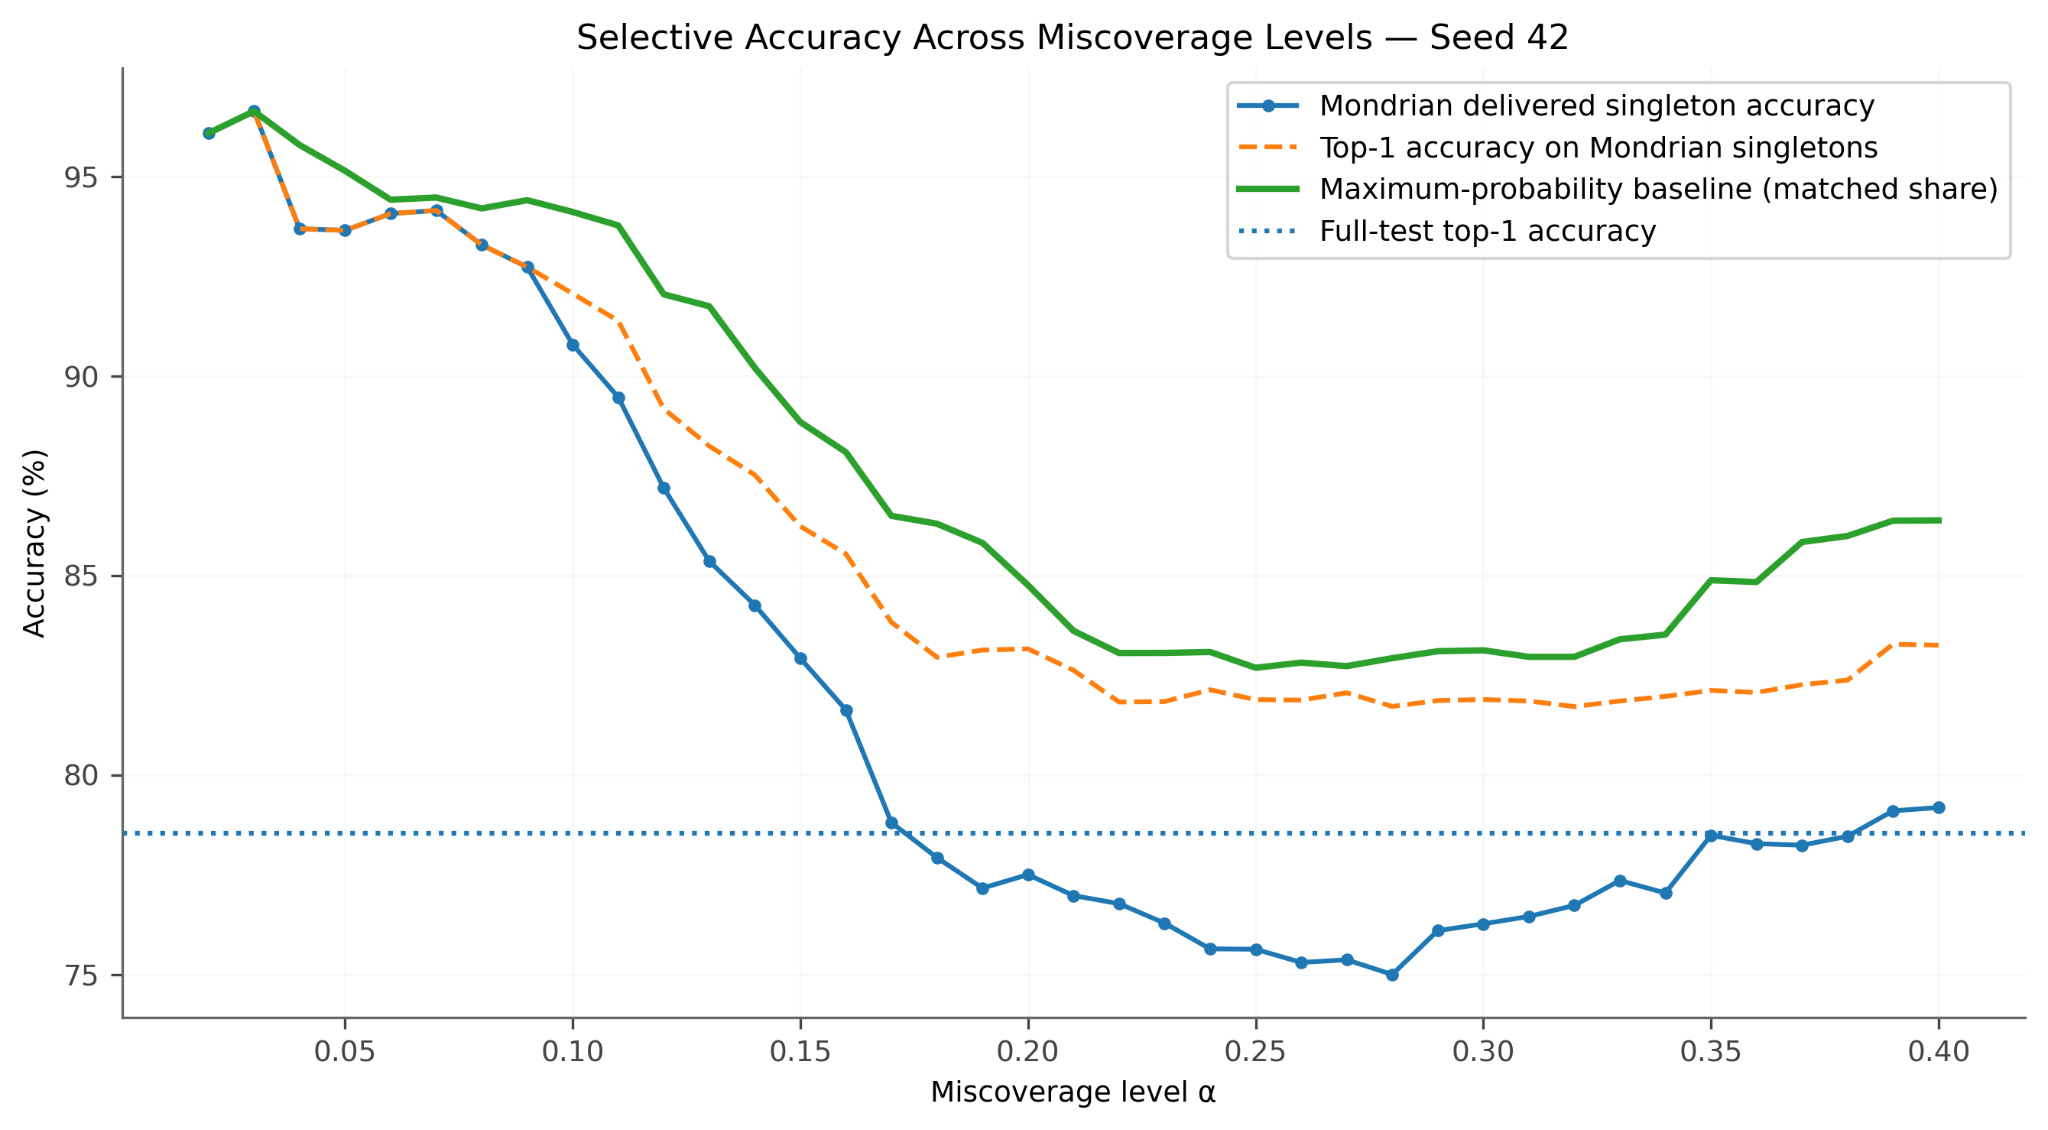 Selective Accuracy Across Miscoverage Levels — Seed 42
Mondrian delivered singleton accuracy
Top-1 accuracy on Mondrian singletons
Maximum-probability baseline (matched share)
Full-test top-1 accuracy
Accuracy (%)
95
90
85
80
75
0.05 0.10 0.15 0.20 0.25 0.30 0.35 0.40
Miscoverage level α